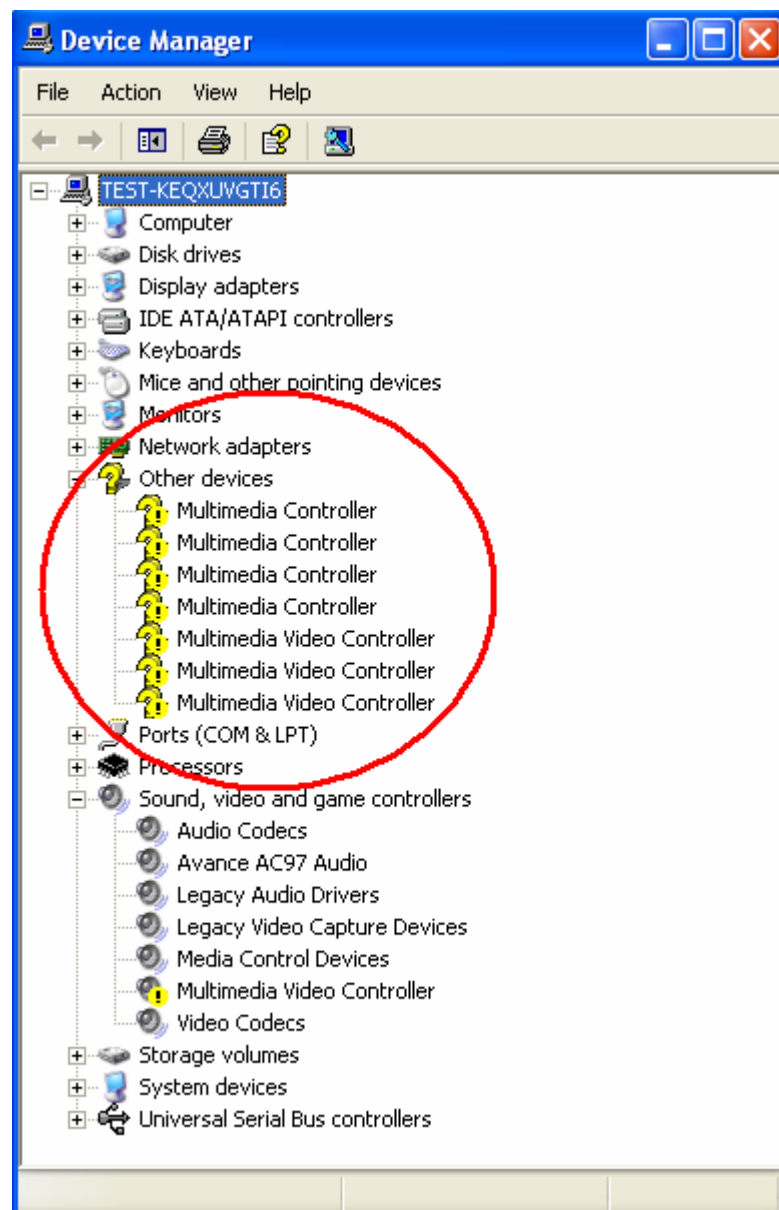 Device Manager
File Action View Help
TEST-KEQXUVGTI6
Computer
Disk drives
Display adapters
IDE ATA/ATAPI controllers
Keyboards
Mice and other pointing devices
Monitors
Network adapters
Other devices
Multimedia Controller
Multimedia Controller
Multimedia Controller
Multimedia Controller
Multimedia Video Controller
Multimedia Video Controller
Multimedia Video Controller
Ports (COM & LPT)
Processors
Sound, video and game controllers
Audio Codecs
Avance AC97 Audio
Legacy Audio Drivers
Legacy Video Capture Devices
Media Control Devices
Multimedia Video Controller
Video Codecs
Storage volumes
System devices
Universal Serial Bus controllers